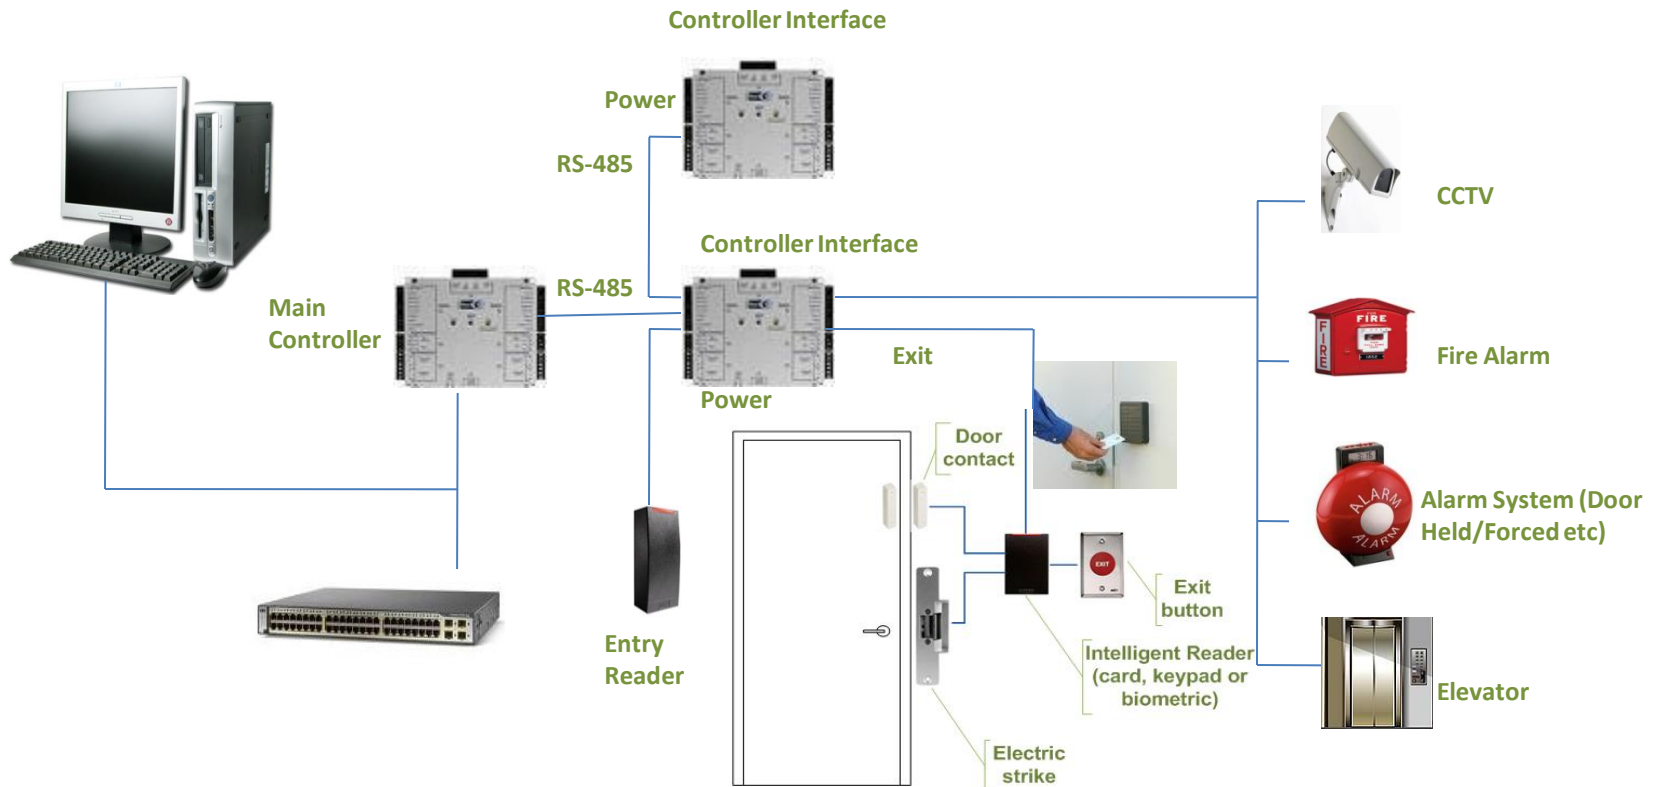 Controller Interface
Power
RS-485
CCTV
Controller Interface
RS-485
Main
Controller
FIRE
FIRE
Exit
Fire Alarm
Power
Door
contact
ALARM
ALARM
Alarm System (Door
Held/Forced etc)
EXIT
Exit
button
Entry
Reader
Intelligent Reader
(card, keypad or
biometric)
Elevator
Electric
strike